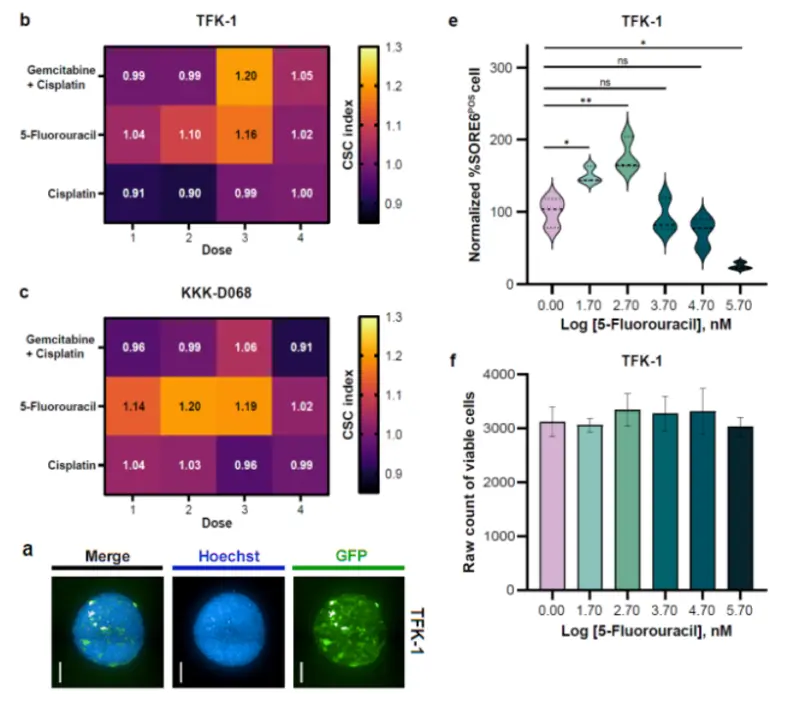 b
TFK-1
Gemcitabine
+ Cisplatin
0.99 0.99 1.20 1.05
5-Fluorouracil
1.04 1.10 1.16 1.02
Cisplatin
0.91 0.90 0.99 1.00
1 2 3 4
Dose
1.3
1.2
1.1
1.0
0.9
CSC index
c
KKK-D068
Gemcitabine
+ Cisplatin
0.96 0.99 1.06 0.91
5-Fluorouracil
1.14 1.20 1.19 1.02
Cisplatin
1.04 1.03 0.96 0.99
1 2 3 4
Dose
1.3
1.2
1.1
1.0
0.9
CSC index
a
Merge Hoechst GFP
TFK-1
e
TFK-1
*
ns
ns
**
*
300
200
100
0
Normalized %SORE6POS cell
0.00 1.70 2.70 3.70 4.70 5.70
Log [5-Fluorouracil], nM
f
TFK-1
4000
3000
2000
1000
0
Raw count of viable cells
0.00 1.70 2.70 3.70 4.70 5.70
Log [5-Fluorouracil], nM